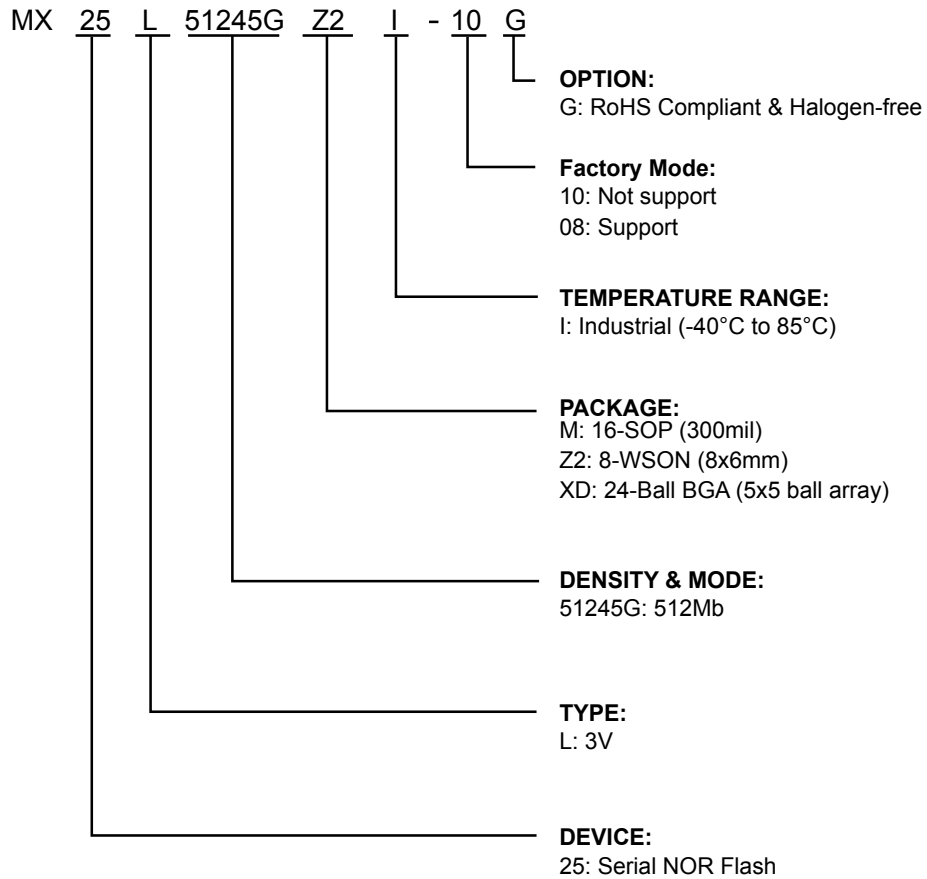 MX 25 L 51245G Z2 I - 10 G
OPTION:
G: RoHS Compliant & Halogen-free
Factory Mode:
10: Not support
08: Support
TEMPERATURE RANGE:
I: Industrial (-40°C to 85°C)
PACKAGE:
M: 16-SOP (300mil)
Z2: 8-WSON (8x6mm)
XD: 24-Ball BGA (5x5 ball array)
DENSITY & MODE:
51245G: 512Mb
TYPE:
L: 3V
DEVICE:
25: Serial NOR Flash